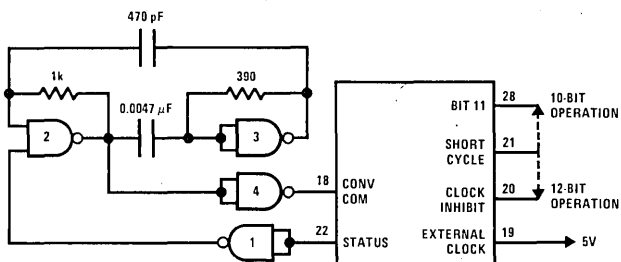 470 pF
1k
390
0.0047 µF
2
3
4
1
18
CONV
COM
22
STATUS
BIT 11
28
10-BIT
OPERATION
SHORT
CYCLE
21
CLOCK
INHIBIT
20
12-BIT
OPERATION
EXTERNAL
CLOCK
19
5V